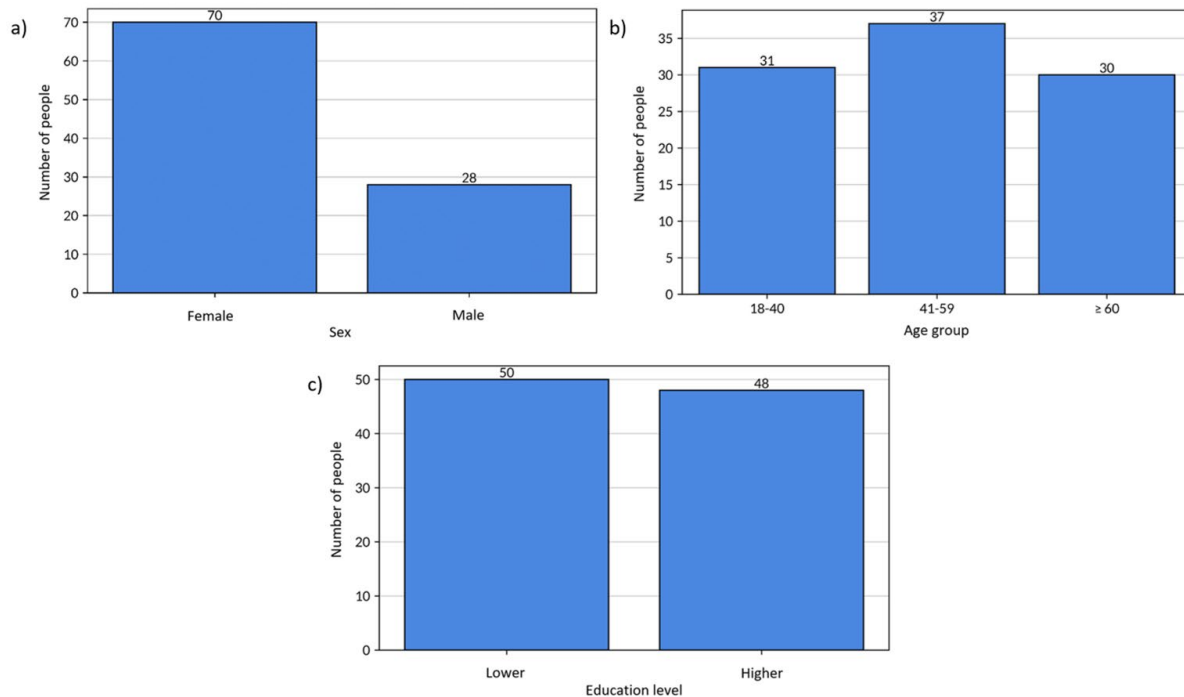 a)
70
70
60
50
40
30
20
10
0
28
Number of people
Female
Male
Sex
b)
37
35
30
25
20
15
10
5
0
31
30
Number of people
18-40
41-59
≥ 60
Age group
c)
50
50
40
30
20
10
0
48
Number of people
Lower
Higher
Education level